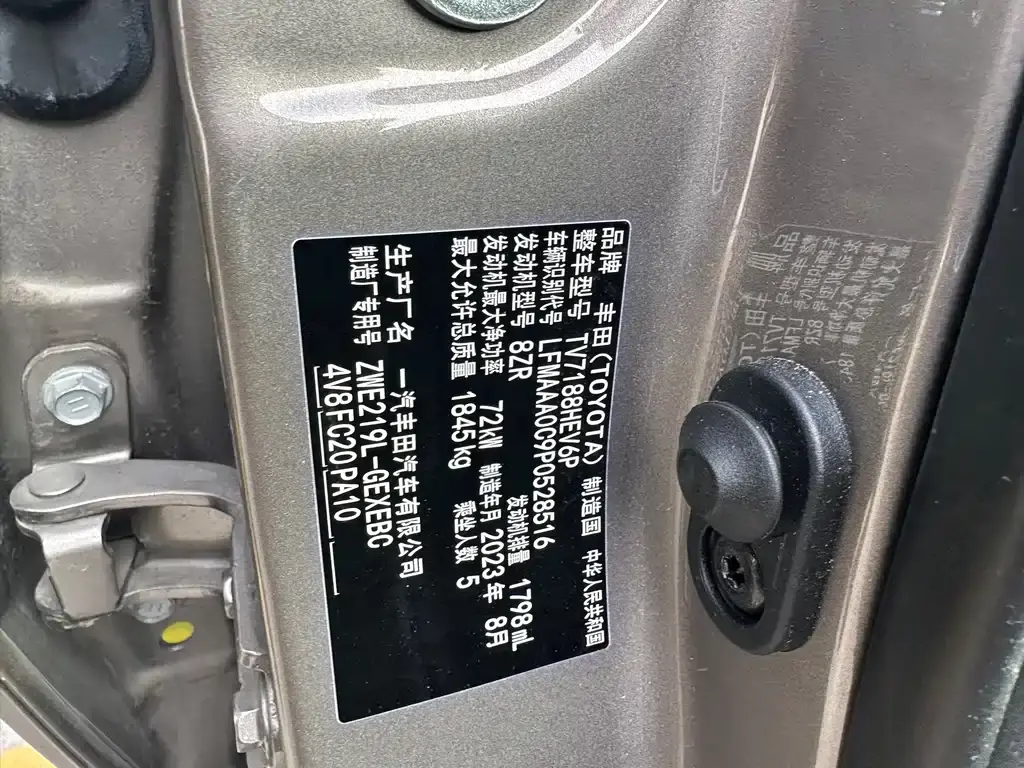 品牌 丰田(TOYOTA) 制造国 中华人民共和国
整车型号 TV7188HEV6P
车辆识别代号 LFMAAA0C9P0528516
发动机型号 8ZR 发动机排量 1798mL
发动机最大净功率 72kW 制造年月 2023年 8月
最大允许总质量 1845kg 乘坐人数 5
生产厂名 一汽丰田汽车有限公司
制造厂专用号 ZWE219L-GEXEBC
4V8FC20PA10